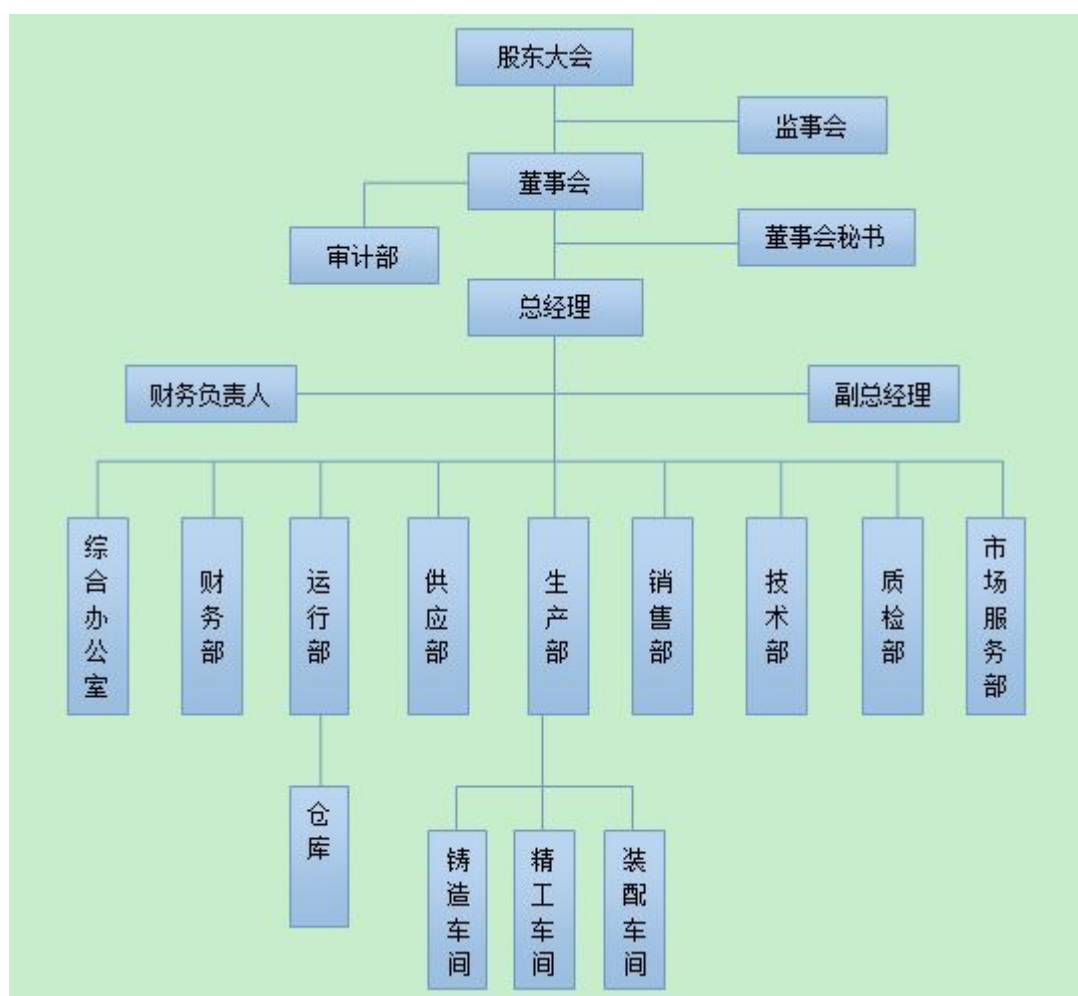 股东大会
监事会
董事会
审计部
董事会秘书
总经理
财务负责人
副总经理
综合办公室
财务部
运行部
供应部
生产部
销售部
技术部
质检部
市场服务部
仓库
铸造车间
精工车间
装配车间